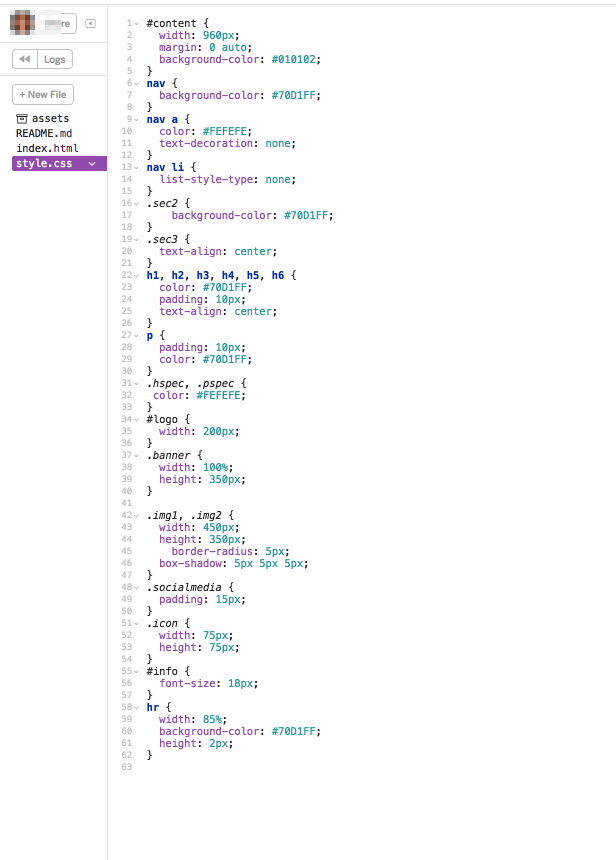 re
Logs
+ New File
assets
README.md
index.html
style.css
1 #content {
2 width: 960px;
3 margin: 0 auto;
4 background-color: #010102;
5 }
6 nav {
7 background-color: #70D1FF;
8 }
9 nav a {
10 color: #FEFEFE;
11 text-decoration: none;
12 }
13 nav li {
14 list-style-type: none;
15 }
16 .sec2 {
17 background-color: #70D1FF;
18 }
19 .sec3 {
20 text-align: center;
21 }
22 h1, h2, h3, h4, h5, h6 {
23 color: #70D1FF;
24 padding: 10px;
25 text-align: center;
26 }
27 p {
28 padding: 10px;
29 color: #70D1FF;
30 }
31 .hspec, .pspec {
32 color: #FEFEFE;
33 }
34 #logo {
35 width: 200px;
36 }
37 .banner {
38 width: 100%;
39 height: 350px;
40 }
41
42 .img1, .img2 {
43 width: 450px;
44 height: 350px;
45 border-radius: 5px;
46 box-shadow: 5px 5px 5px;
47 }
48 .socialmedia {
49 padding: 15px;
50 }
51 .icon {
52 width: 75px;
53 height: 75px;
54 }
55 #info {
56 font-size: 18px;
57 }
58 hr {
59 width: 85%;
60 background-color: #70D1FF;
61 height: 2px;
62 }
63